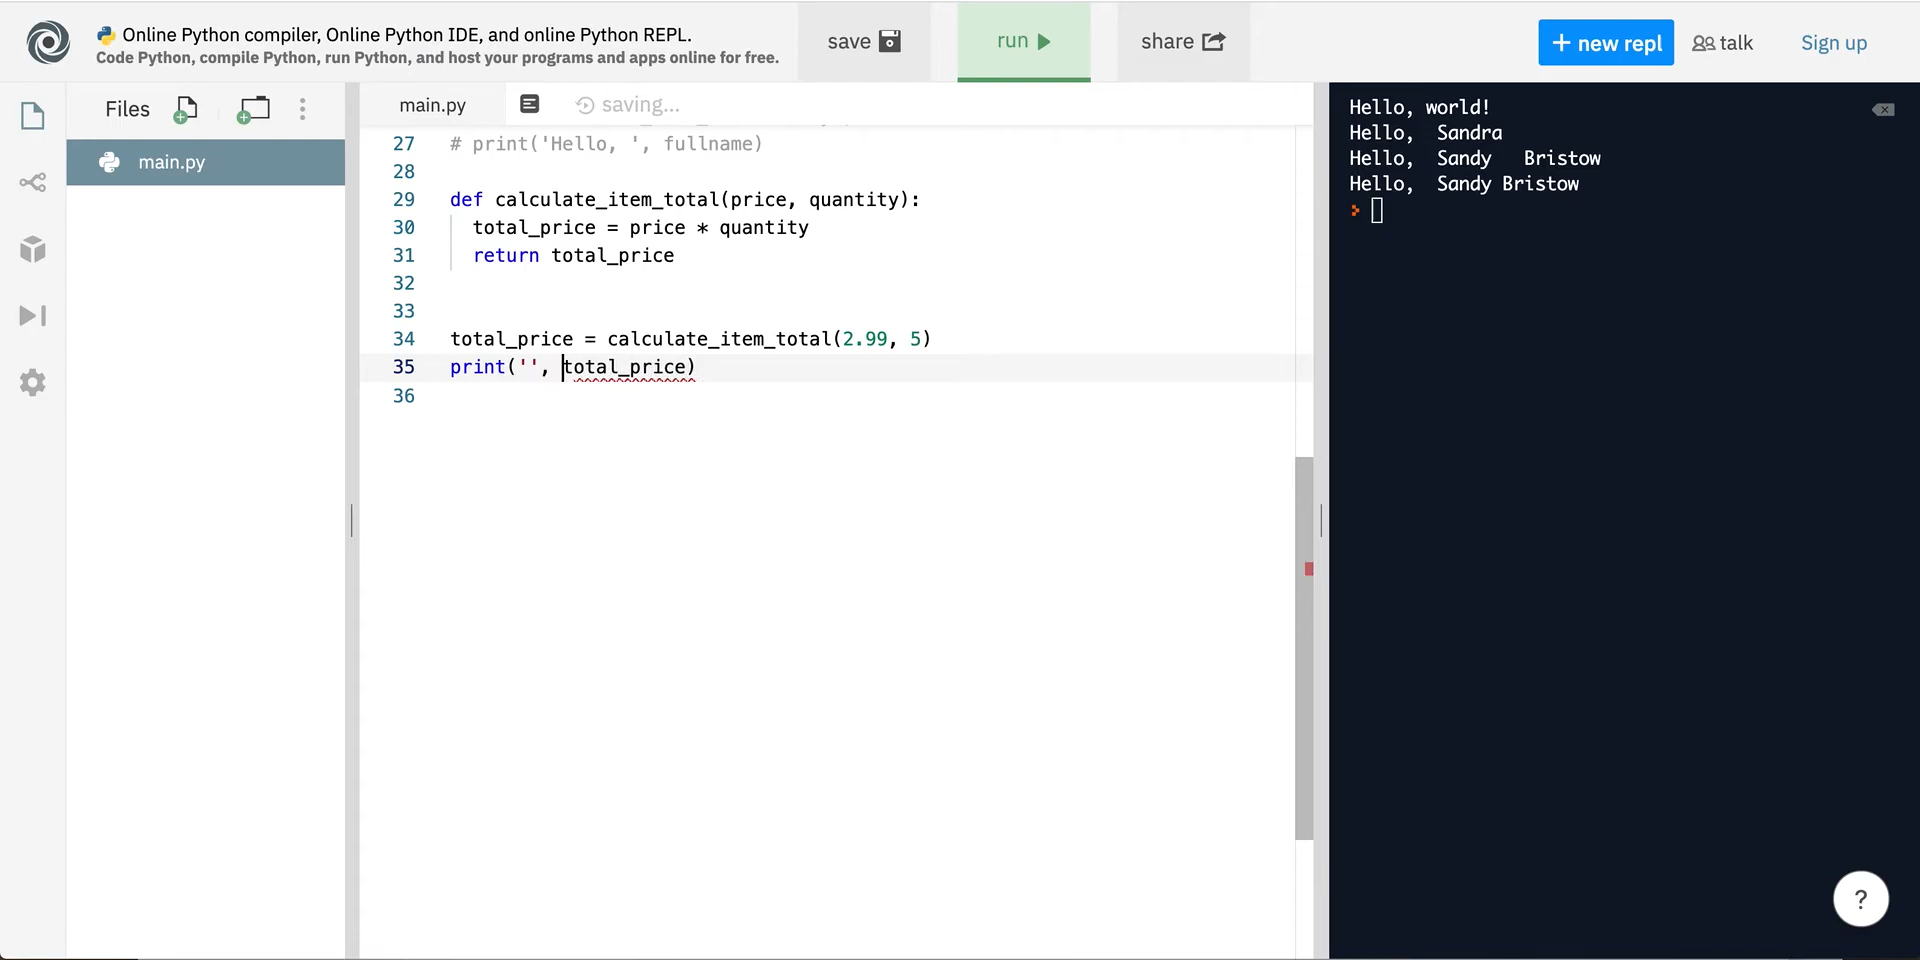 Online Python compiler, Online Python IDE, and online Python REPL.
Code Python, compile Python, run Python, and host your programs and apps online for free.
save
run
share
+ new repl
talk
Sign up
Files
main.py
main.py
saving...
27 # print('Hello, ', fullname)
28
29 def calculate_item_total(price, quantity):
30 total_price = price * quantity
31 return total_price
32
33
34 total_price = calculate_item_total(2.99, 5)
35 print('', total_price)
36
Hello, world!
Hello,  Sandra
Hello,  Sandy   Bristow
Hello,  Sandy Bristow
?